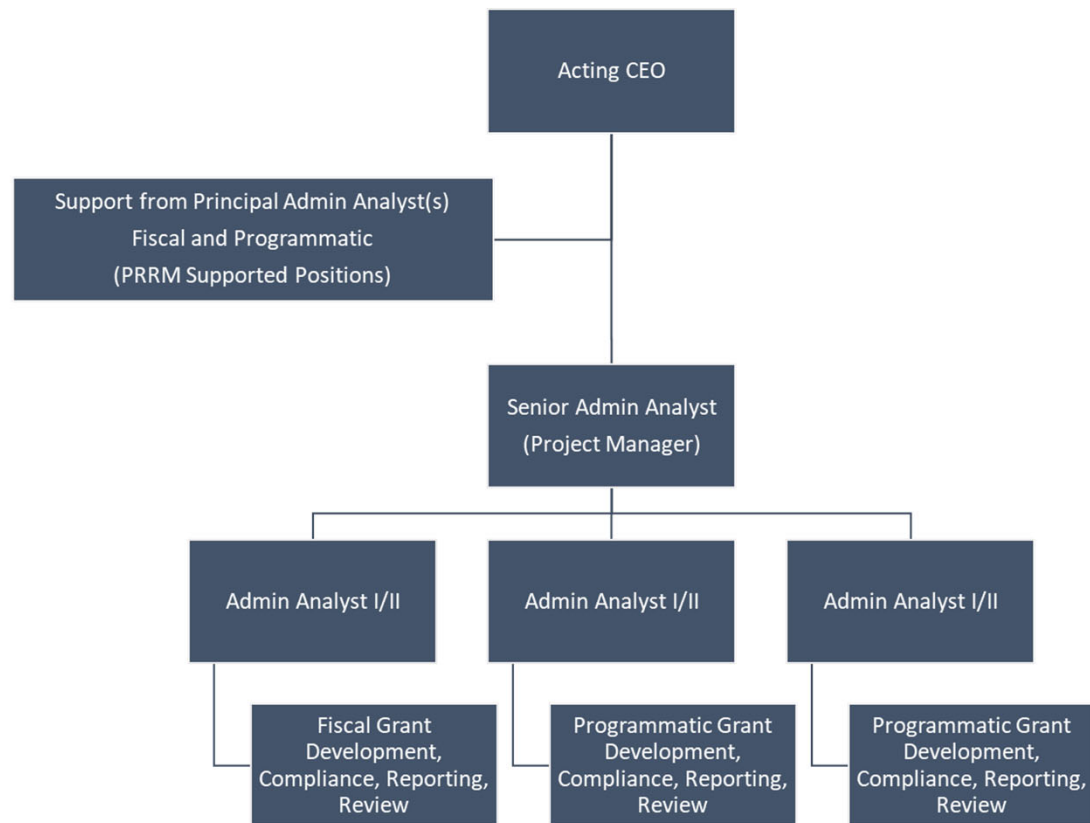 Acting CEO
Support from Principal Admin Analyst(s)
Fiscal and Programmatic
(PRRM Supported Positions)
Senior Admin Analyst
(Project Manager)
Admin Analyst I/II
Admin Analyst I/II
Admin Analyst I/II
Fiscal Grant
Development,
Compliance, Reporting,
Review
Programmatic Grant
Development,
Compliance, Reporting,
Review
Programmatic Grant
Development,
Compliance, Reporting,
Review